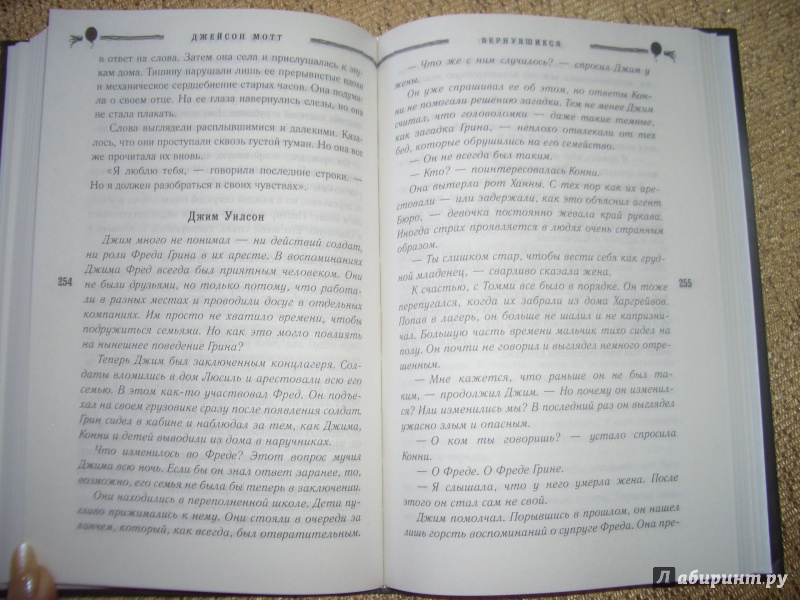 ДЖЕЙСОН МОТТ
в ответ на слова. Затем она села и прислушалась к зву-
кам дома. Тишину нарушали лишь ее прерывистые вдохи
и механическое сердцебиение старых часов. Она подума-
ла о своем отце. На ее глаза навернулись слезы, но она
не стала плакать.
Слова выглядели расплывшимися и далекими. Каза-
лось, что они проступали сквозь густой туман. Но она все
же прочитала их вновь.
«Я люблю тебя, — говорили последние строки. —
Но я должен разобраться в своих чувствах».
Джим Уилсон
Джим много не понимал — ни действий солдат,
ни роли Фреда Грина в их аресте. В воспоминаниях
Джима Фред всегда был приятным человеком. Они
не были друзьями, но только потому, что работа-
ли в разных местах и проводили досуг в отдельных
компаниях. Им просто не хватило времени, чтобы
подружиться семьями. Но как это могло повлиять
на нынешнее поведение Грина?
Теперь Джим был заключенным концлагеря. Сол-
даты вломились в дом Люсиль и арестовали всю его
семью. В этом как-то участвовал Фред. Он подъе-
хал на своем грузовике сразу после появления солдат.
Грин сидел в кабине и наблюдал за тем, как Джима,
Конни и детей выводили из дома в наручниках.
Что изменилось во Фреде? Этот вопрос мучил
Джима всю ночь. Если бы он знал ответ заранее, то,
возможно, его семья не была бы теперь в заключении.
Они находились в переполненной школе. Дети пу-
гливо прижимались к нему. Они стояли в очереди за
ланчем, который, как всегда, был отвратительным.
254
ВЕРНУВШИЕСЯ
— Что же с ним случилось? — спросил Джим у
жены.
Он уже спрашивал ее об этом, но ответы Кон-
ни не помогали решению загадки. Тем не менее Джим
считал, что головоломки — даже такие темные,
как загадка Грина, — неплохо отвлекали от тех
бед, которые обрушились на его семейство.
— Он не всегда был таким.
— Кто? — поинтересовалась Конни.
Она вытерла рот Ханны. С тех пор как их аре-
стовали — или задержали, как это объяснил агент
Бюро, — девочка постоянно жевала край рукава.
Иногда страх проявляется в людях очень странным
образом.
— Ты слишком стар, чтобы вести себя как груд-
ной младенец, — сварливо сказала жена.
К счастью, с Томми все было в порядке. Он тоже
перепугался, когда их забрали из дома Харгрейвов.
Попав в лагерь, он больше не шалил и не капризни-
чал. Большую часть времени мальчик тихо сидел на
полу. Он почти не говорил и выглядел немного отре-
шенным.
— Мне кажется, что раньше он не был та-
ким, — продолжил Джим. — Но почему он изменил-
ся? Или изменились мы? В последний раз он выглядел
ужасно злым и опасным.
— О ком ты говоришь? — устало спросила
Конни.
— О Фреде. О Фреде Грине.
— Я слышала, что у него умерла жена. После
этого он стал сам не свой.
Джим помолчал. Порывшись в прошлом, он нашел
лишь горсть воспоминаний о супруге Фреда. Она пре-
255
Лабиринт.ру